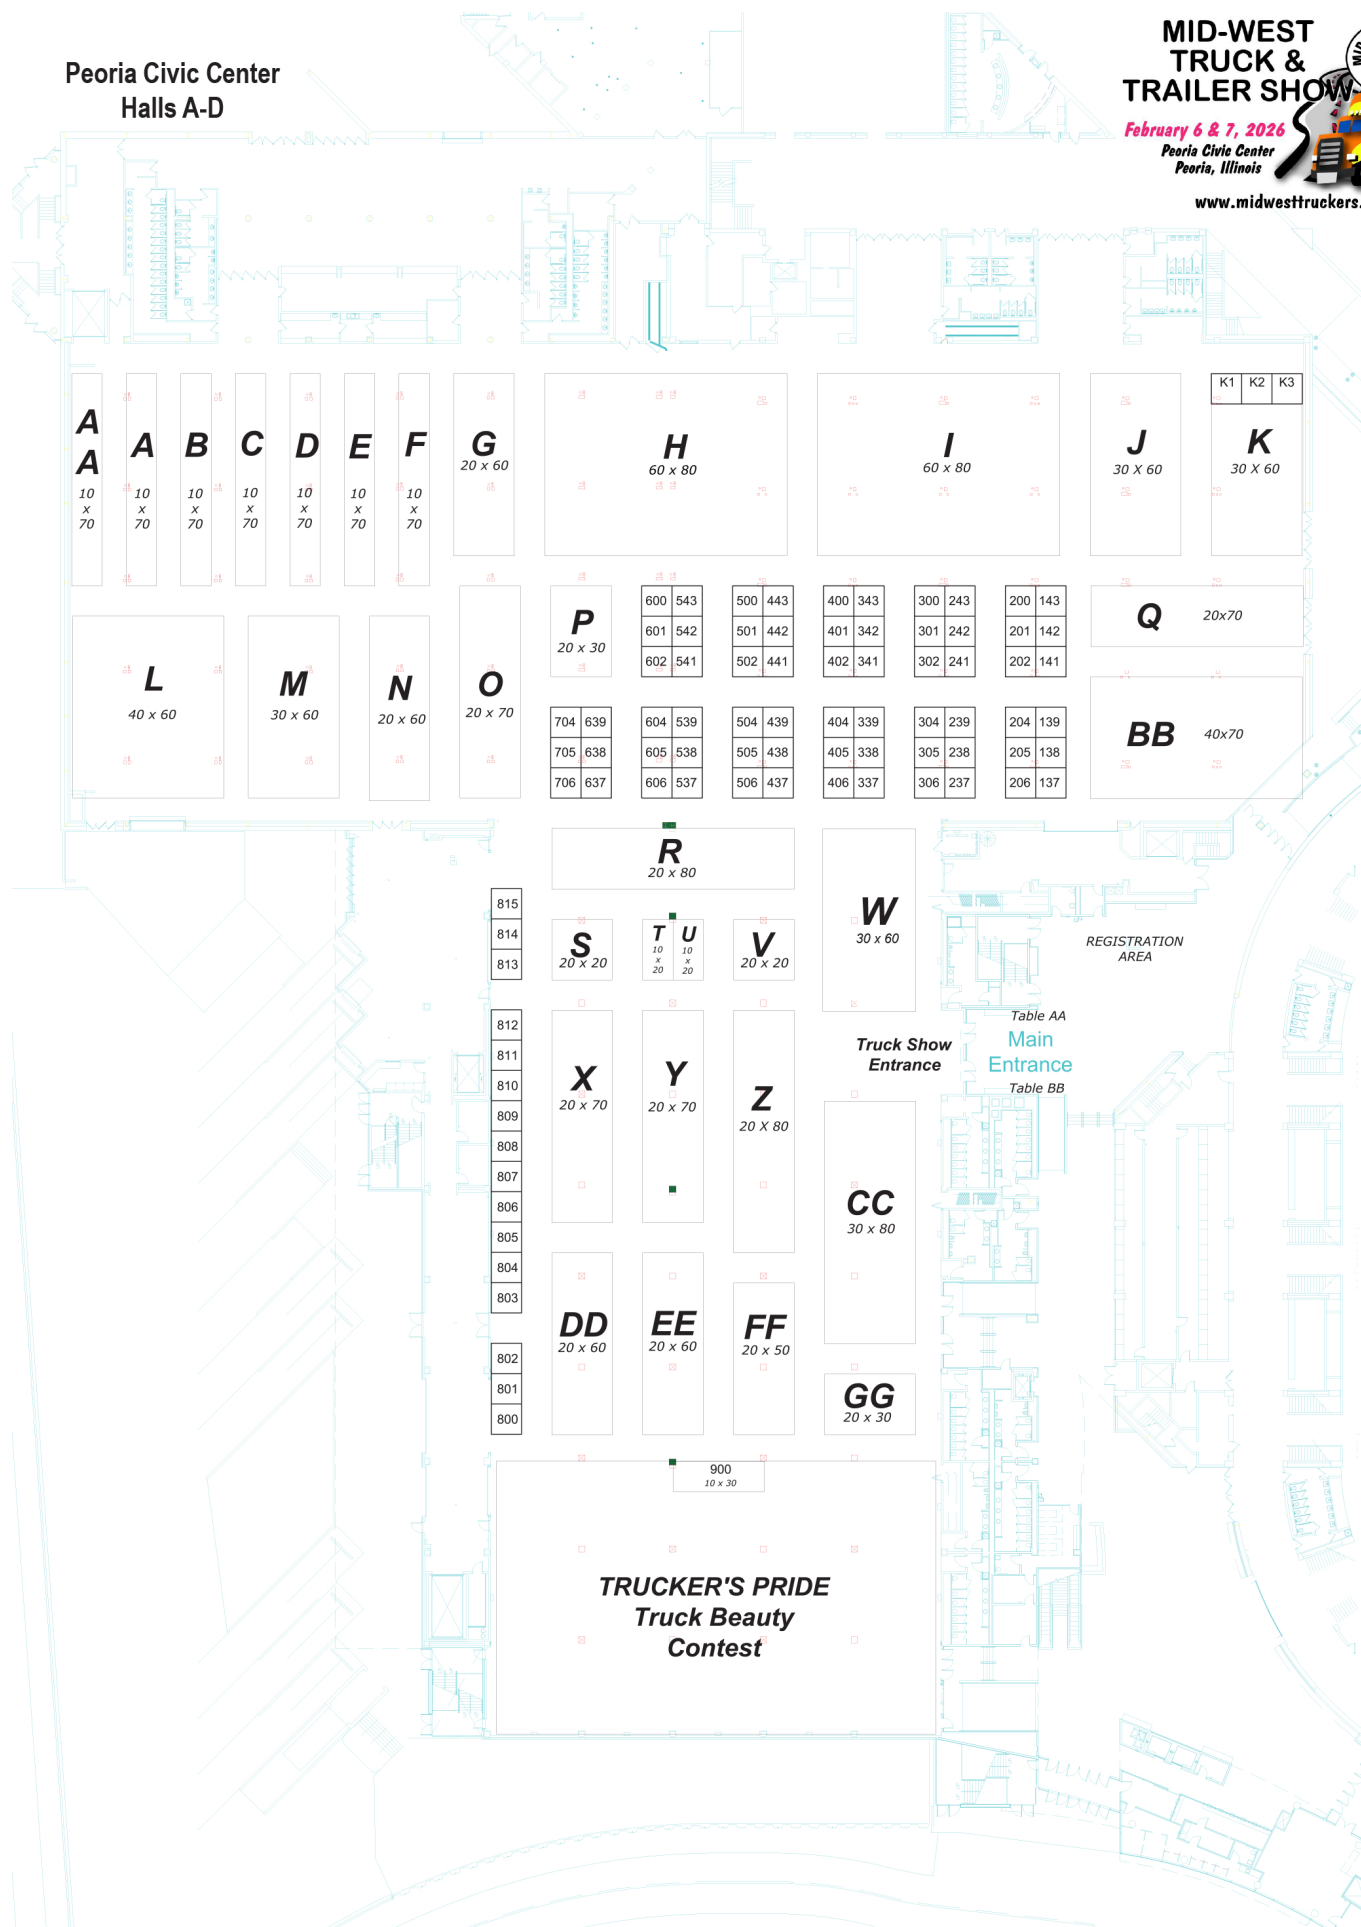 Peoria Civic Center
Halls A-D
MID-WEST
TRUCK &
TRAILER SHOW
February 6 & 7, 2026
Peoria Civic Center
Peoria, Illinois
www.midwesttruckers.
A
A
10
x
70
A
10
x
70
B
10
x
70
C
10
x
70
D
10
x
70
E
10
x
70
F
10
x
70
G
20 x 60
H
60 x 80
I
60 x 80
J
30 X 60
K1 K2 K3
K
30 X 60
L
40 x 60
M
30 x 60
N
20 x 60
O
20 x 70
P
20 x 30
600 543 500 443 400 343 300 243 200 143
601 542 501 442 401 342 301 242 201 142
602 541 502 441 402 341 302 241 202 141
Q 20x70
704 639 604 539 504 439 404 339 304 239 204 139
705 638 605 538 505 438 405 338 305 238 205 138
706 637 606 537 506 437 406 337 306 237 206 137
BB 40x70
R
20 x 80
W
30 x 60
815
814
813
S
20 x 20
T
10
x
20
U
10
x
20
V
20 x 20
REGISTRATION
AREA
Table AA
Main
Entrance
Table BB
Truck Show
Entrance
812
811
810
809
808
807
806
805
804
803
X
20 x 70
Y
20 x 70
Z
20 X 80
CC
30 x 80
802
801
800
DD
20 x 60
EE
20 x 60
FF
20 x 50
GG
20 x 30
900
10 x 30
TRUCKER'S PRIDE
Truck Beauty
Contest